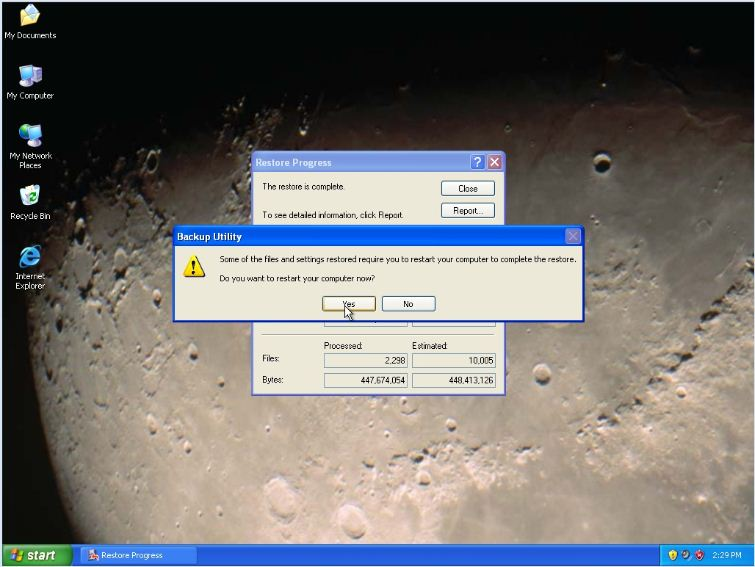 My Documents
My Computer
My Network
Places
Recycle Bin
Internet
Explorer
Restore Progress
The restore is complete.
Close
To see detailed information, click Report.
Report...
Backup Utility
Some of the files and settings restored require you to restart your computer to complete the restore.
Do you want to restart your computer now?
Yes
No
Processed:
Estimated:
Files:
2,298
10,005
Bytes:
447,674,054
448,413,126
start
Restore Progress
2:29 PM